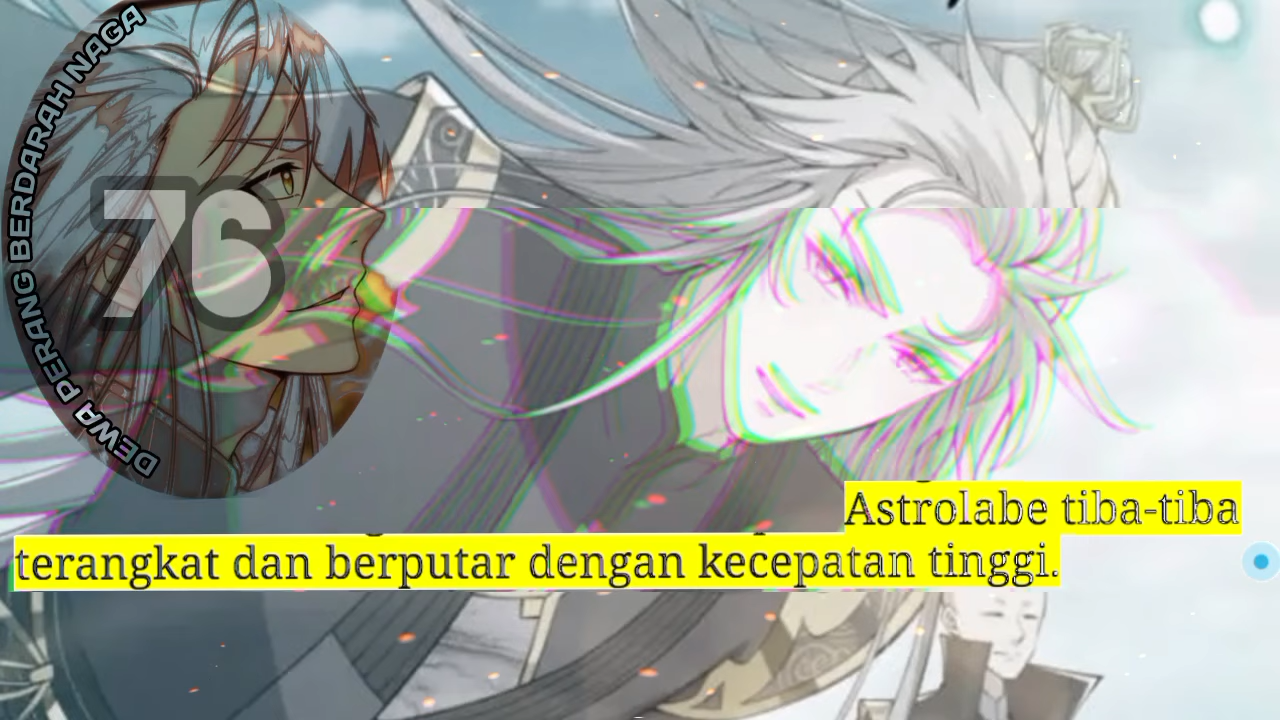 DEWA PERANG BERDARAH NAGA
76
Astrolabe tiba-tiba
terangkat dan berputar dengan kecepatan tinggi.